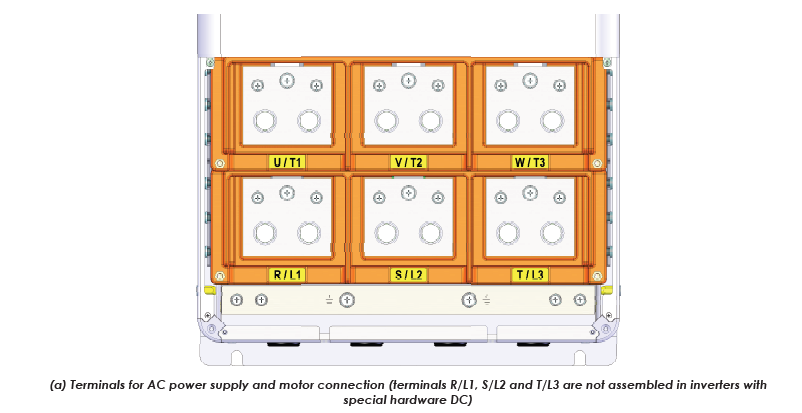 U / T1 V / T2 W / T3
R / L1 S / L2 T / L3
(a) Terminals for AC power supply and motor connection (terminals R/L1, S/L2 and T/L3 are not assembled in inverters with
special hardware DC)